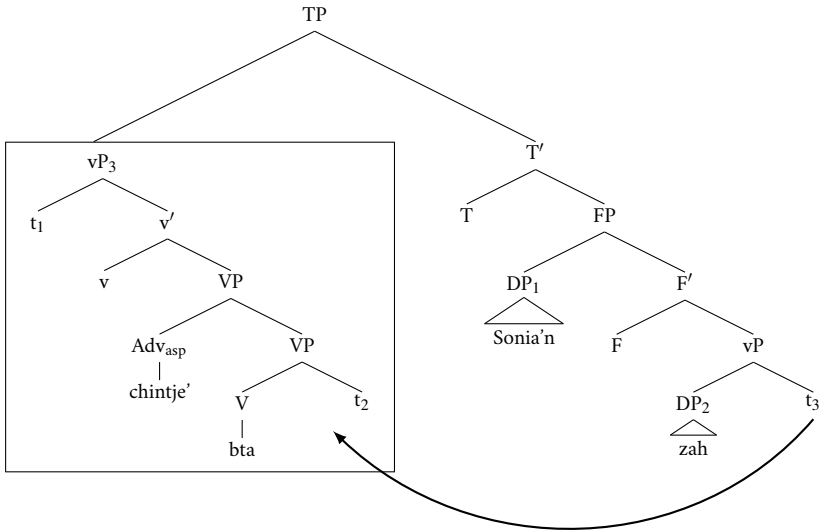 TP
vP3 T′
t1 v′ T FP
v VP DP1 F′
Sonia'n
Advasp VP F vP
chintje' V t2 DP2 t3
bta zah